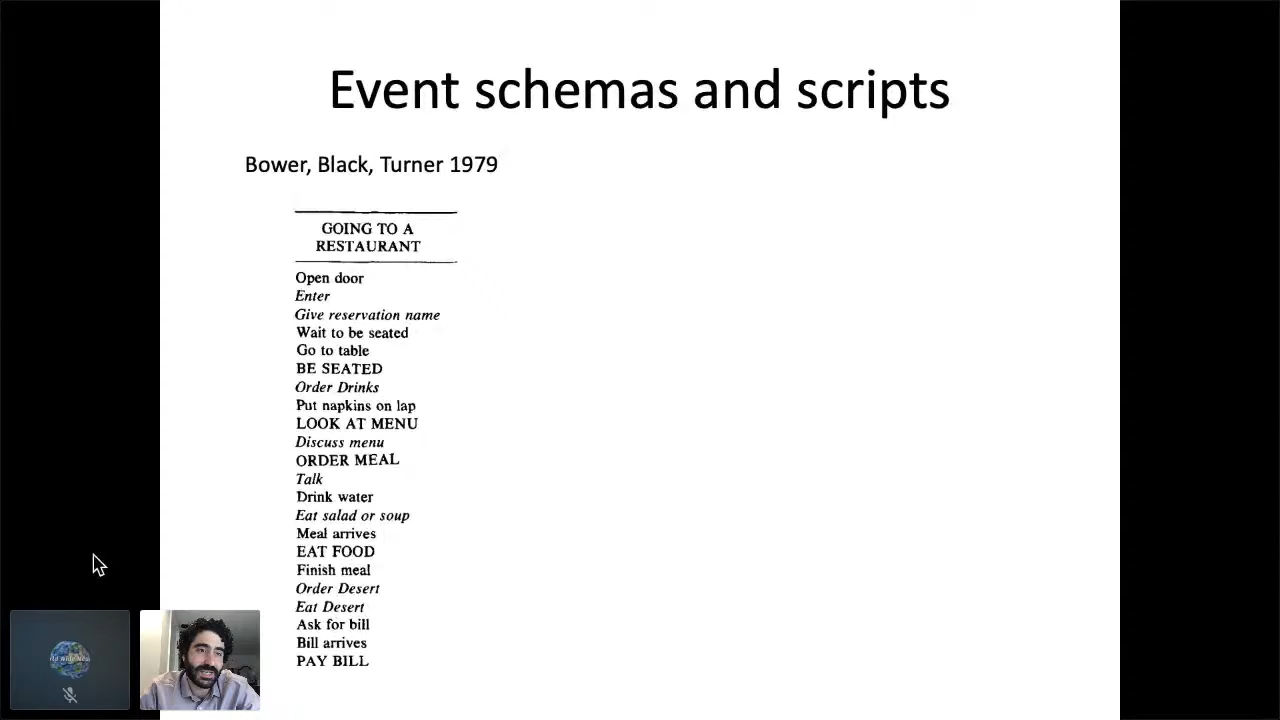 Event schemas and scripts
Bower, Black, Turner 1979
GOING TO A
RESTAURANT
Open door
Enter
Give reservation name
Wait to be seated
Go to table
BE SEATED
Order Drinks
Put napkins on lap
LOOK AT MENU
Discuss menu
ORDER MEAL
Talk
Drink water
Eat salad or soup
Meal arrives
EAT FOOD
Finish meal
Order Desert
Eat Desert
Ask for bill
Bill arrives
PAY BILL